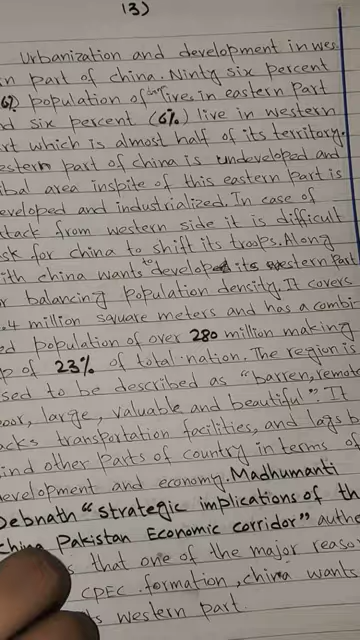 13)
Urbanization and development in wes
n part of china. Ninty six percent
6%) population of lives in eastern part
d six percent (6%) live in western
rt which is almost half of its territory.
estern part of china is undeveloped and
ibal area inspite of this eastern part is
eveloped and industrialized. In case of
ttack from western side it is difficult
sk for china to shift its troops. Along
ith china wants to develop its western part
r balancing population density. It covers
.4 million square meters and has a combi
ed population of over 280 million making
p of 23% of total nation. The region is
sed to be described as "barren, remote
oor, large, valuable and beautiful" It
acks transportation facilities, and lags b
ind other parts of country in terms of
evelopment and economy. Madhumanti
Debnath "strategic implications of th
China Pakistan Economic corridor" authe
s that one of the major reaso
CPEC formation, china wants
s western part.